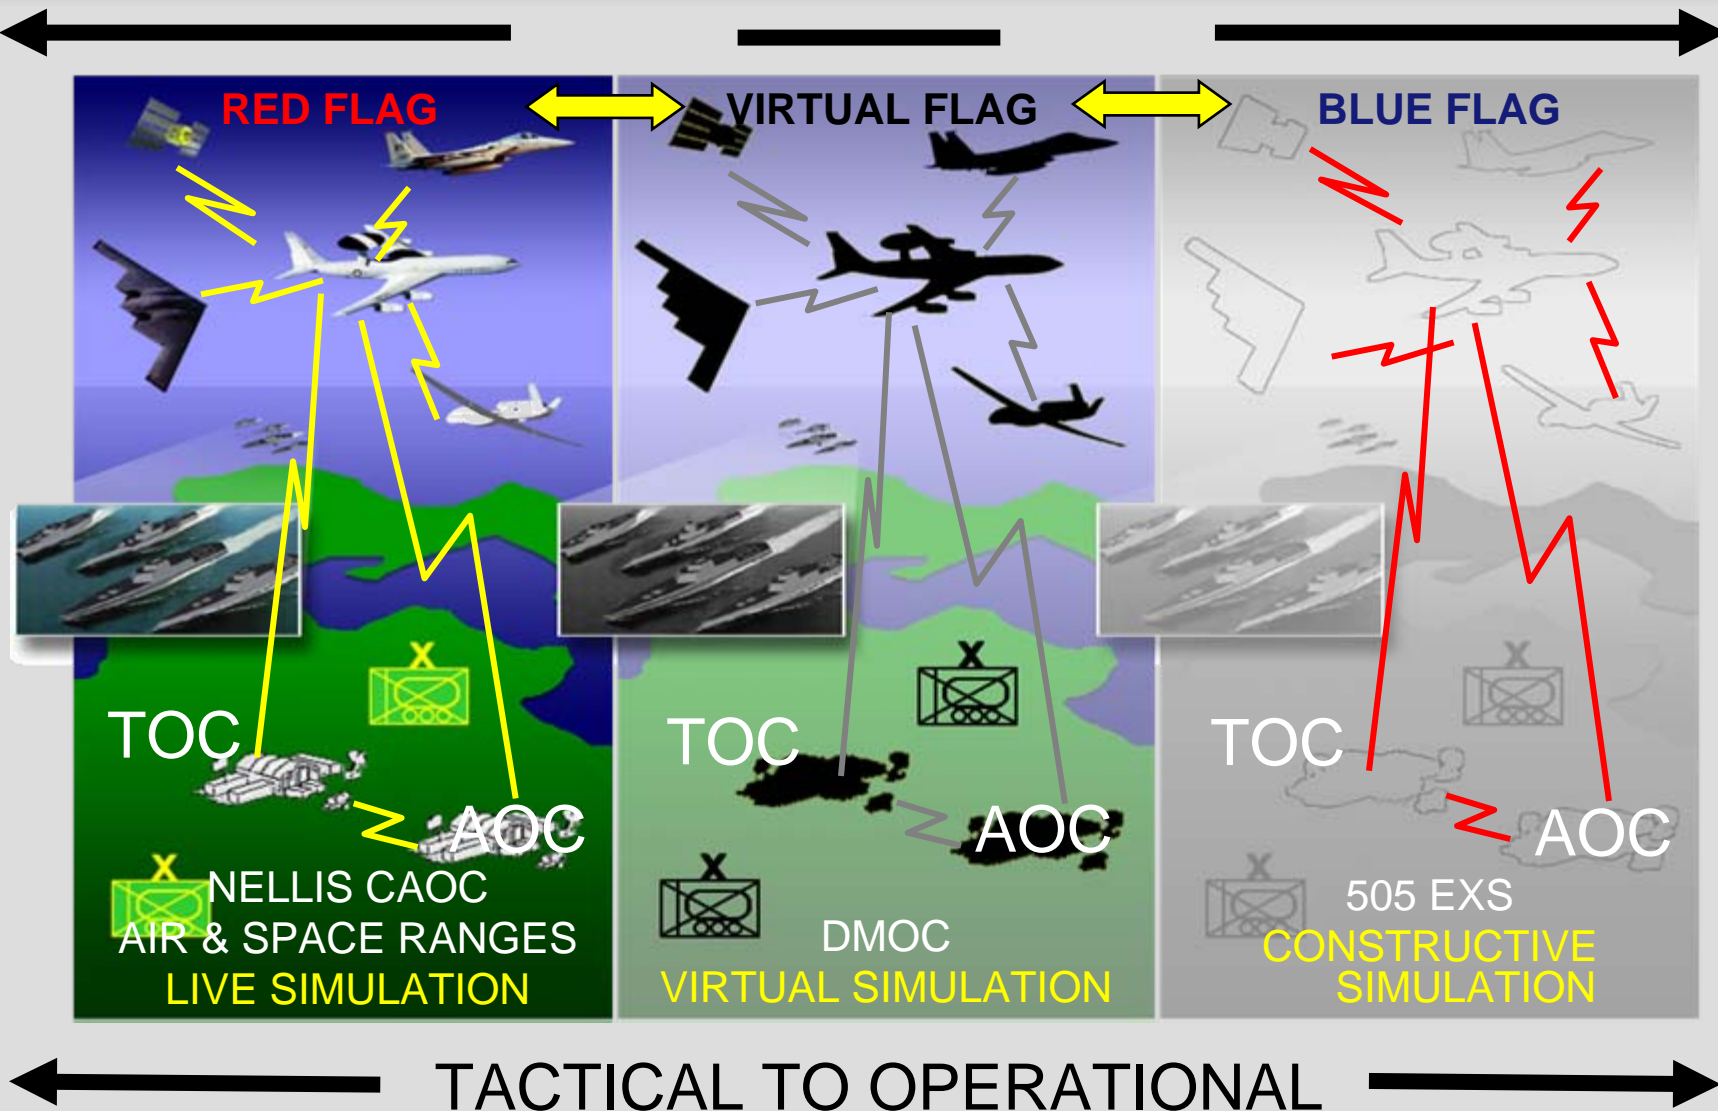 RED FLAG
VIRTUAL FLAG
BLUE FLAG
X
TOC
AOC
X
NELLIS CAOC
AIR & SPACE RANGES
LIVE SIMULATION
X
TOC
AOC
X
DMOC
VIRTUAL SIMULATION
X
TOC
AOC
X
505 EXS
CONSTRUCTIVE
SIMULATION
TACTICAL TO OPERATIONAL